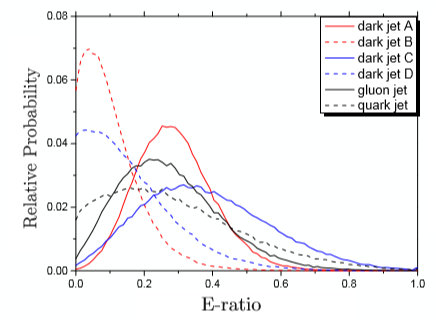 0.08
0.06
0.04
0.02
0.00
Relative Probability
dark jet A
dark jet B
dark jet C
dark jet D
gluon jet
quark jet
0.0 0.2 0.4 0.6 0.8 1.0
E-ratio